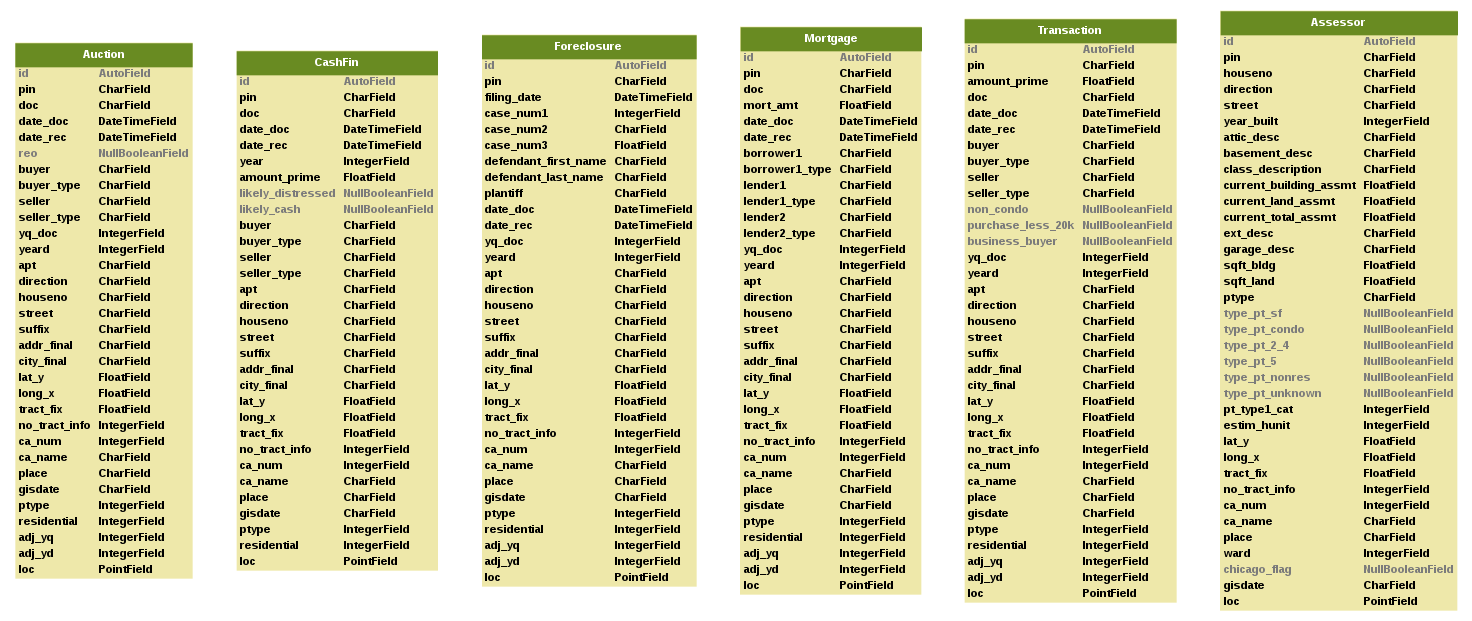 Auction
id AutoField
pin CharField
doc CharField
date_doc DateTimeField
date_rec DateTimeField
reo NullBooleanField
buyer CharField
buyer_type CharField
seller CharField
seller_type CharField
yq_doc IntegerField
yeard IntegerField
apt CharField
direction CharField
houseno CharField
street CharField
suffix CharField
addr_final CharField
city_final CharField
lat_y FloatField
long_x FloatField
tract_fix FloatField
no_tract_info IntegerField
ca_num IntegerField
ca_name CharField
place CharField
gisdate CharField
ptype IntegerField
residential IntegerField
adj_yq IntegerField
adj_yd IntegerField
loc PointField
CashFin
id AutoField
pin CharField
doc CharField
date_doc DateTimeField
date_rec DateTimeField
year IntegerField
amount_prime FloatField
likely_distressed NullBooleanField
likely_cash NullBooleanField
buyer CharField
buyer_type CharField
seller CharField
seller_type CharField
apt CharField
direction CharField
houseno CharField
street CharField
suffix CharField
addr_final CharField
city_final CharField
lat_y FloatField
long_x FloatField
tract_fix FloatField
no_tract_info IntegerField
ca_num IntegerField
ca_name CharField
place CharField
gisdate CharField
ptype IntegerField
residential IntegerField
loc PointField
Foreclosure
id AutoField
pin CharField
filing_date DateTimeField
case_num1 IntegerField
case_num2 CharField
case_num3 FloatField
defendant_first_name CharField
defendant_last_name CharField
plantiff CharField
date_doc DateTimeField
date_rec DateTimeField
yq_doc IntegerField
yeard IntegerField
apt CharField
direction CharField
houseno CharField
street CharField
suffix CharField
addr_final CharField
city_final CharField
lat_y FloatField
long_x FloatField
tract_fix FloatField
no_tract_info IntegerField
ca_num IntegerField
ca_name CharField
place CharField
gisdate CharField
ptype IntegerField
residential IntegerField
adj_yq IntegerField
adj_yd IntegerField
loc PointField
Mortgage
id AutoField
pin CharField
doc CharField
mort_amt FloatField
date_doc DateTimeField
date_rec DateTimeField
borrower1 CharField
borrower1_type CharField
lender1 CharField
lender1_type CharField
lender2 CharField
lender2_type CharField
yq_doc IntegerField
yeard IntegerField
apt CharField
direction CharField
houseno CharField
street CharField
suffix CharField
addr_final CharField
city_final CharField
lat_y FloatField
long_x FloatField
tract_fix FloatField
no_tract_info IntegerField
ca_num IntegerField
ca_name CharField
place CharField
gisdate CharField
ptype IntegerField
residential IntegerField
adj_yq IntegerField
adj_yd IntegerField
loc PointField
Transaction
id AutoField
pin CharField
amount_prime FloatField
doc CharField
date_doc DateTimeField
date_rec DateTimeField
buyer CharField
buyer_type CharField
seller CharField
seller_type CharField
non_condo NullBooleanField
purchase_less_20k NullBooleanField
business_buyer NullBooleanField
yq_doc IntegerField
yeard IntegerField
apt CharField
direction CharField
houseno CharField
street CharField
suffix CharField
addr_final CharField
city_final CharField
lat_y FloatField
long_x FloatField
tract_fix FloatField
no_tract_info IntegerField
ca_num IntegerField
ca_name CharField
place CharField
gisdate CharField
ptype IntegerField
residential IntegerField
adj_yq IntegerField
adj_yd IntegerField
loc PointField
Assessor
id AutoField
pin CharField
houseno CharField
direction CharField
street CharField
year_built IntegerField
attic_desc CharField
basement_desc CharField
class_description CharField
current_building_assmt FloatField
current_land_assmt FloatField
current_total_assmt FloatField
ext_desc CharField
garage_desc CharField
sqft_bldg FloatField
sqft_land FloatField
ptype CharField
type_pt_sf NullBooleanField
type_pt_condo NullBooleanField
type_pt_2_4 NullBooleanField
type_pt_5 NullBooleanField
type_pt_nonres NullBooleanField
type_pt_unknown NullBooleanField
pt_type1_cat IntegerField
estim_hunit IntegerField
lat_y FloatField
long_x FloatField
tract_fix FloatField
no_tract_info IntegerField
ca_num IntegerField
ca_name CharField
place CharField
ward IntegerField
chicago_flag NullBooleanField
gisdate CharField
loc PointField